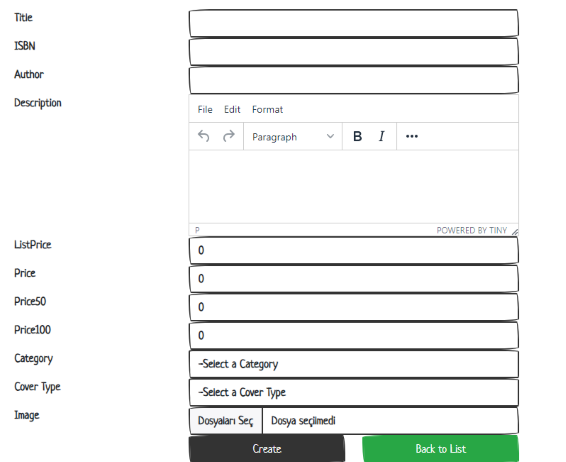 Title
ISBN
Author
Description
File Edit Format
Paragraph B I •••
P POWERED BY TINY
ListPrice 0
Price 0
Price50 0
Price100 0
Category -Select a Category
Cover Type -Select a Cover Type
Image Dosyaları Seç Dosya seçilmedi
Create Back to List